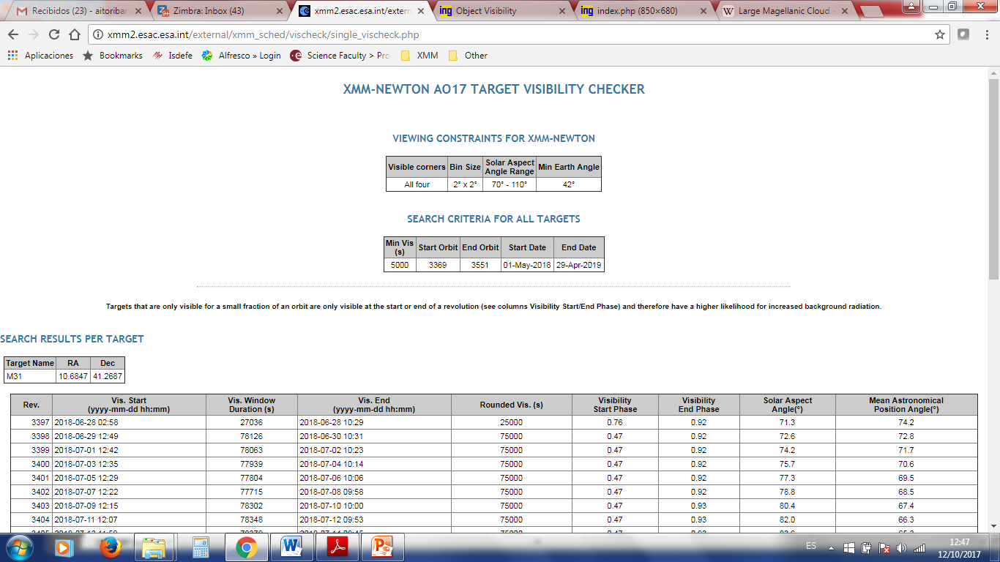 Recibidos (23) - aitoribar
Zimbra: Inbox (43)
xmm2.esac.esa.int/extern
Object Visibility
index.php (850×680)
Large Magellanic Cloud -
xmm2.esac.esa.int/external/xmm_sched/vischeck/single_vischeck.php
Aplicaciones Bookmarks Isdefe Alfresco » Login Science Faculty > Pro XMM Other
XMM-NEWTON AO17 TARGET VISIBILITY CHECKER
VIEWING CONSTRAINTS FOR XMM-NEWTON
Visible corners Bin Size Solar Aspect Angle Range Min Earth Angle
All four 2° x 2° 70° - 110° 42°
SEARCH CRITERIA FOR ALL TARGETS
Min Vis (s) Start Orbit End Orbit Start Date End Date
5000 3369 3551 01-May-2018 29-Apr-2019
Targets that are only visible for a small fraction of an orbit are only visible at the start or end of a revolution (see columns Visibility Start/End Phase) and therefore have a higher likelihood for increased background radiation.
SEARCH RESULTS PER TARGET
Target Name RA Dec
M31 10.6847 41.2687
Rev. Vis. Start (yyyy-mm-dd hh:mm) Vis. Window Duration (s) Vis. End (yyyy-mm-dd hh:mm) Rounded Vis. (s) Visibility Start Phase Visibility End Phase Solar Aspect Angle(°) Mean Astronomical Position Angle(°)
3397 2018-06-28 02:58 27036 2018-06-28 10:29 25000 0.76 0.92 71.3 74.2
3398 2018-06-29 12:49 78126 2018-06-30 10:31 75000 0.47 0.92 72.6 72.8
3399 2018-07-01 12:42 78063 2018-07-02 10:23 75000 0.47 0.92 74.2 71.7
3400 2018-07-03 12:35 77939 2018-07-04 10:14 75000 0.47 0.92 75.7 70.6
3401 2018-07-05 12:29 77804 2018-07-06 10:06 75000 0.47 0.92 77.3 69.5
3402 2018-07-07 12:22 77715 2018-07-08 09:58 75000 0.47 0.92 78.8 68.5
3403 2018-07-09 12:15 78302 2018-07-10 10:00 75000 0.47 0.93 80.4 67.4
3404 2018-07-11 12:07 78348 2018-07-12 09:53 75000 0.47 0.93 82.0 66.3
ES
12:47
12/10/2017